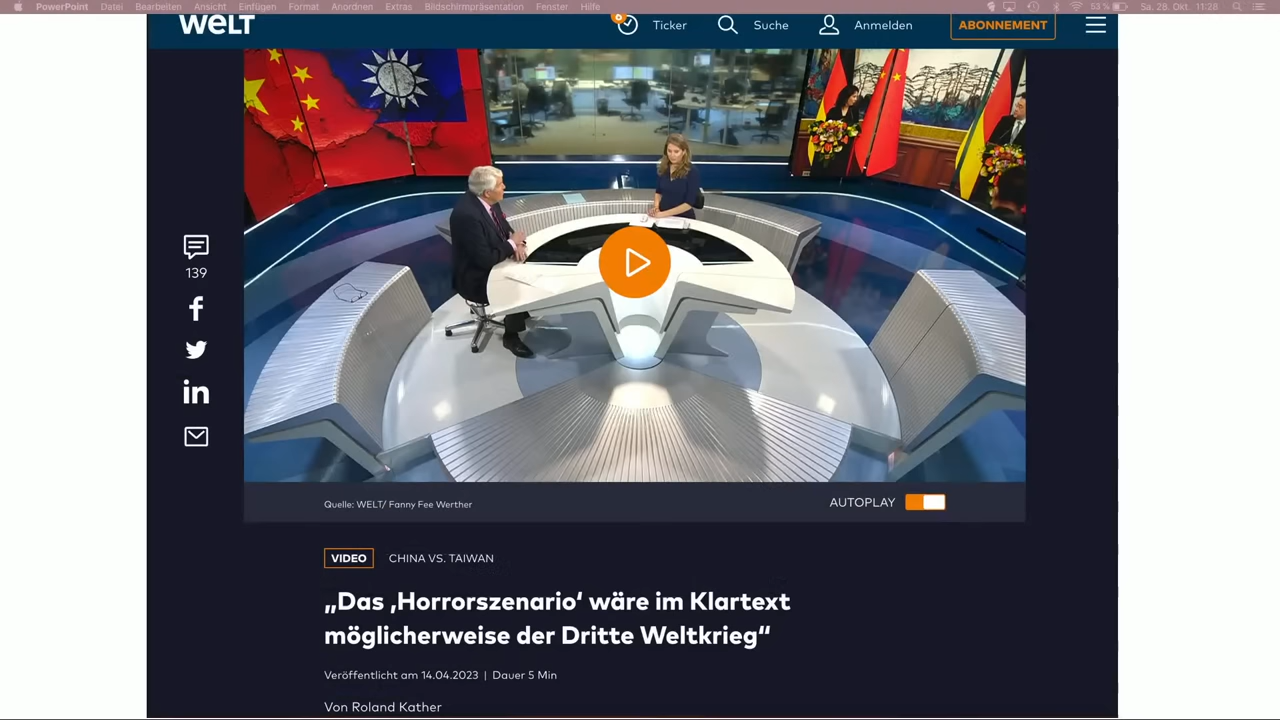 PowerPoint Datei Bearbeiten Ansicht Einfügen Format Anordnen Extras Bildschirmpräsentation Fenster Hilfe 53 % Sa. 28. Okt. 11:28
WELT 6 Ticker Suche Anmelden ABONNEMENT
139
Quelle: WELT/ Fanny Fee Werther
AUTOPLAY
VIDEO CHINA VS. TAIWAN
„Das ‚Horrorszenario‘ wäre im Klartext
möglicherweise der Dritte Weltkrieg“
Veröffentlicht am 14.04.2023 | Dauer 5 Min
Von Roland Kather